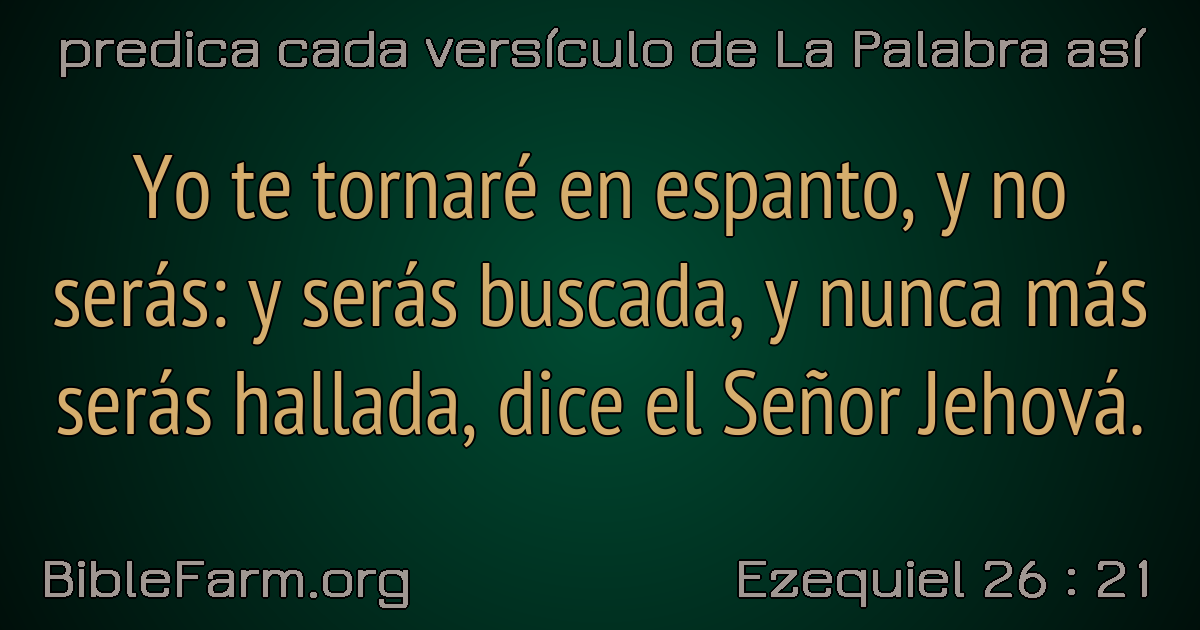 predica cada versículo de La Palabra así
Yo te tornaré en espanto, y no
serás: y serás buscada, y nunca más
serás hallada, dice el Señor Jehová.
BibleFarm.org
Ezequiel 26 : 21